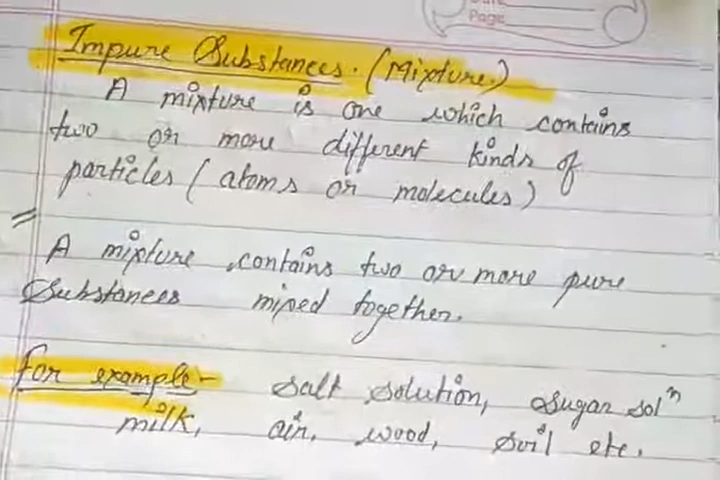 Page
Impure Substances. (Mixture.)
A mixture is one which contains
two or more different kinds of
particles (atoms or molecules)
A mixture contains two or more pure
Substances mixed together.
For example- salt solution, sugar solⁿ
milk, air, wood, soil etc.